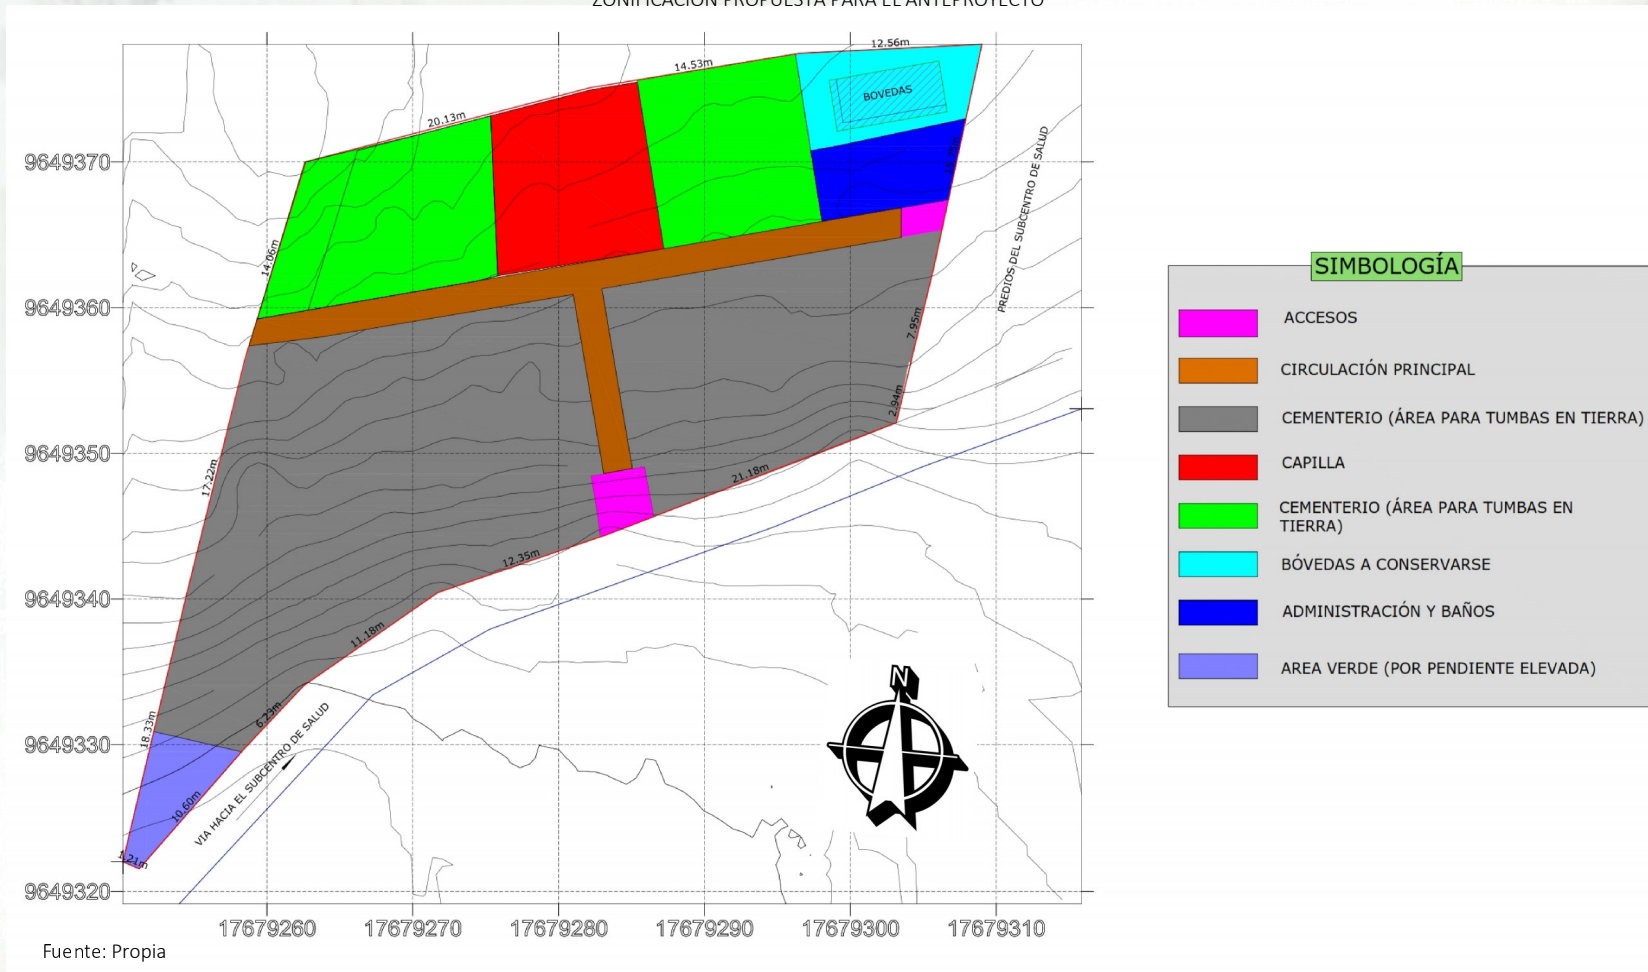 ZONIFICACIÓN PROPUESTA PARA EL ANTEPROYECTO
12.56m
14.53m
20.13m
BOVEDAS
9649370
PREDIOS DEL SUBCENTRO DE SALUD
14.06m
9649360
7.95m
2.94m
9649350
17.22m
21.18m
12.35m
9649340
11.18m
6.23m
18.33m
9649330
10.60m
VIA HACIA EL SUBCENTRO DE SALUD
1.21m
9649320
N
17679260
17679270
17679280
17679290
17679300
17679310
SIMBOLOGÍA
ACCESOS
CIRCULACIÓN PRINCIPAL
CEMENTERIO (ÁREA PARA TUMBAS EN TIERRA)
CAPILLA
CEMENTERIO (ÁREA PARA TUMBAS EN
TIERRA)
BÓVEDAS A CONSERVARSE
ADMINISTRACIÓN Y BAÑOS
AREA VERDE (POR PENDIENTE ELEVADA)
Fuente: Propia